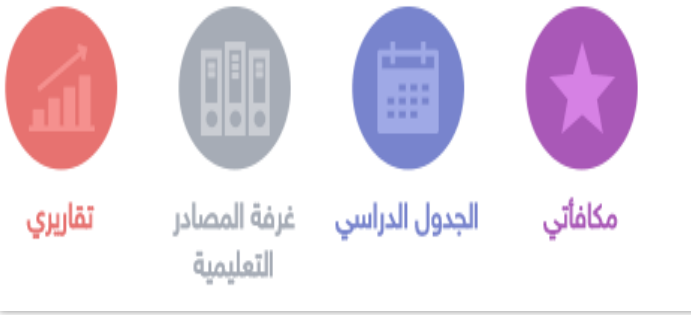 مكافأتي
الجدول الدراسي
غرفة المصادر
التعليمية
تقاريري